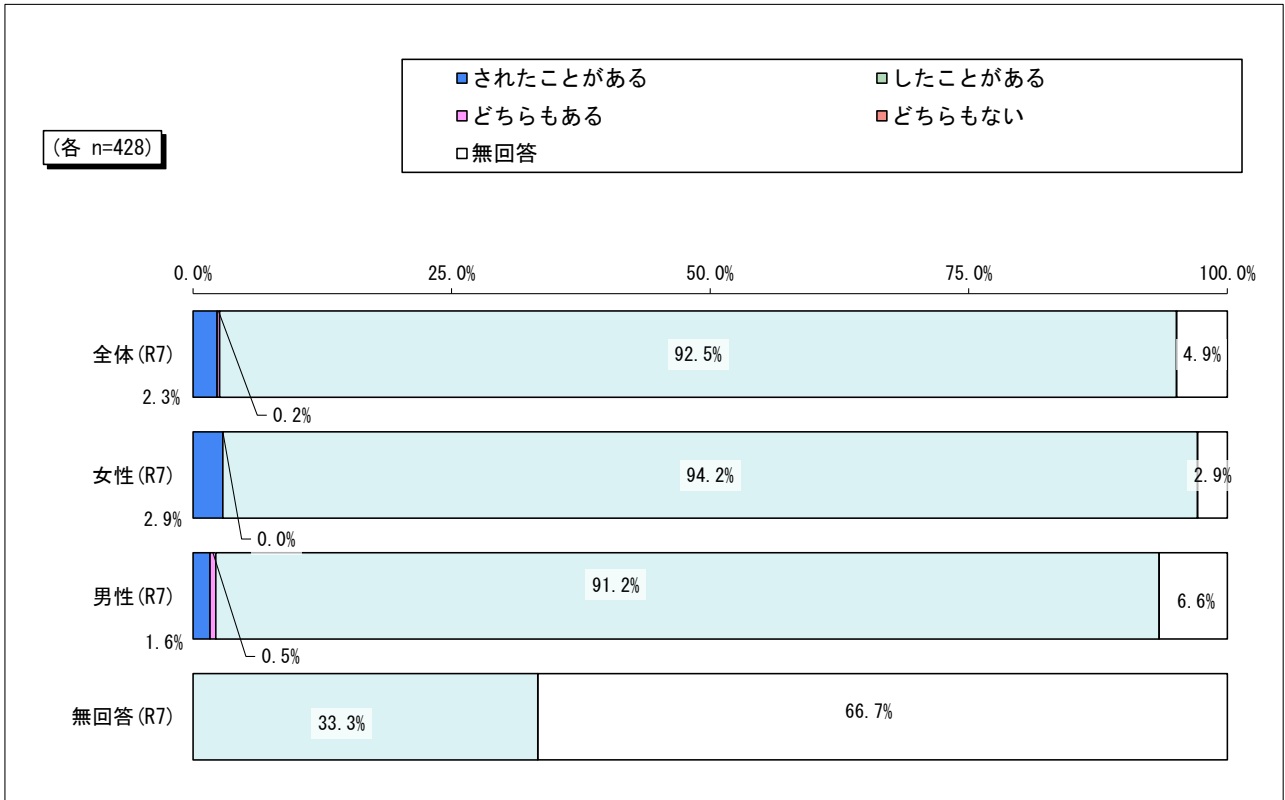 されたことがある したことがある
どちらもある どちらもない
無回答
(各 n=428)
0.0% 25.0% 50.0% 75.0% 100.0%
全体(R7) 92.5% 4.9%
2.3% 0.2%
女性(R7) 94.2% 2.9%
2.9% 0.0%
男性(R7) 91.2% 6.6%
1.6% 0.5%
無回答(R7) 33.3% 66.7%